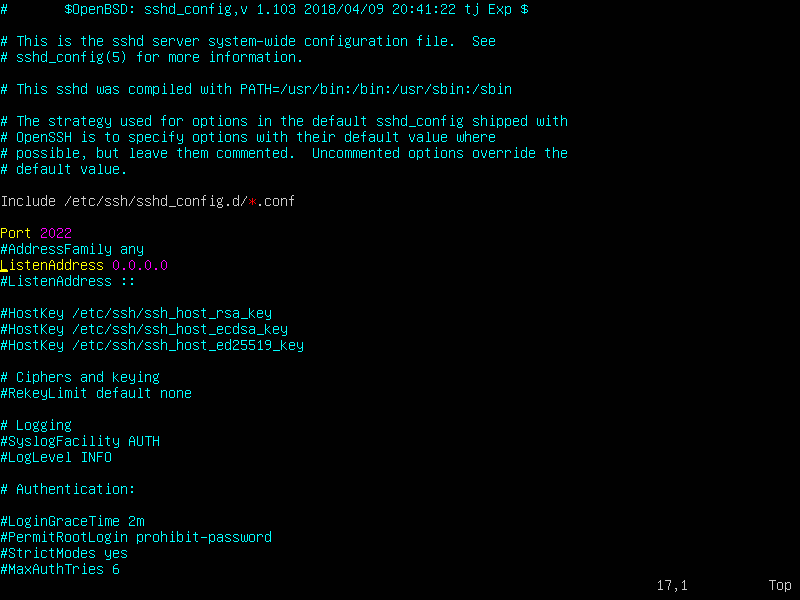 #       $OpenBSD: sshd_config,v 1.103 2018/04/09 20:41:22 tj Exp $
# This is the sshd server system-wide configuration file.  See
# sshd_config(5) for more information.
# This sshd was compiled with PATH=/usr/bin:/bin:/usr/sbin:/sbin
# The strategy used for options in the default sshd_config shipped with
# OpenSSH is to specify options with their default value where
# possible, but leave them commented.  Uncommented options override the
# default value.
Include /etc/ssh/sshd_config.d/*.conf
Port 2022
#AddressFamily any
ListenAddress 0.0.0.0
#ListenAddress ::
#HostKey /etc/ssh/ssh_host_rsa_key
#HostKey /etc/ssh/ssh_host_ecdsa_key
#HostKey /etc/ssh/ssh_host_ed25519_key
# Ciphers and keying
#RekeyLimit default none
# Logging
#SyslogFacility AUTH
#LogLevel INFO
# Authentication:
#LoginGraceTime 2m
#PermitRootLogin prohibit-password
#StrictModes yes
#MaxAuthTries 6
17,1          Top